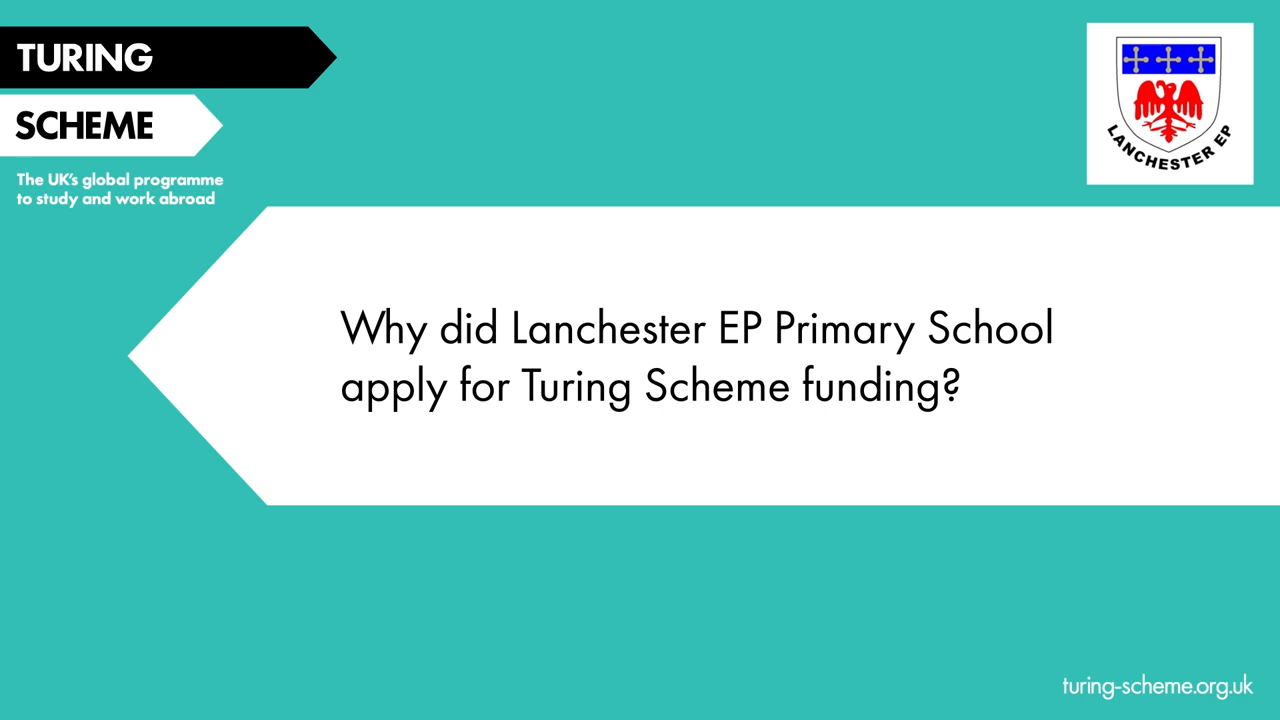 TURING
SCHEME
The UK's global programme
to study and work abroad
LANCHESTER EP
Why did Lanchester EP Primary School
apply for Turing Scheme funding?
turing-scheme.org.uk